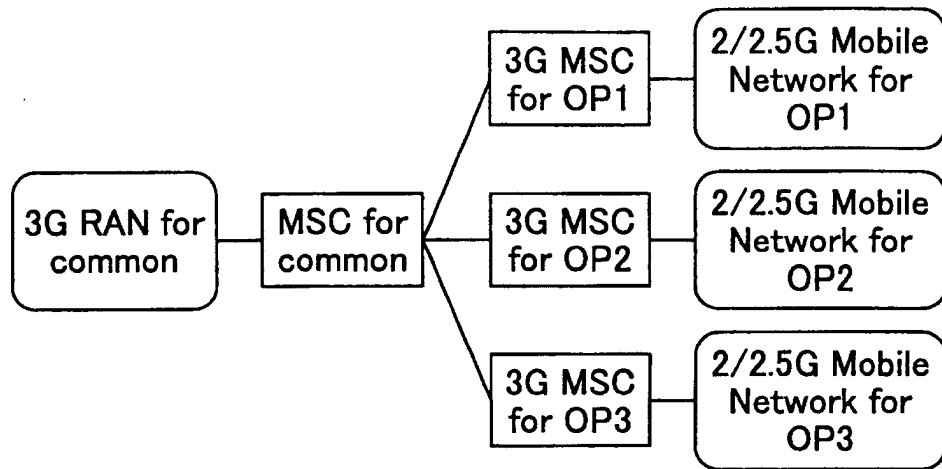 3G RAN for
common
MSC for
common
3G MSC
for OP1
2/2.5G Mobile
Network for
OP1
3G MSC
for OP2
2/2.5G Mobile
Network for
OP2
3G MSC
for OP3
2/2.5G Mobile
Network for
OP3